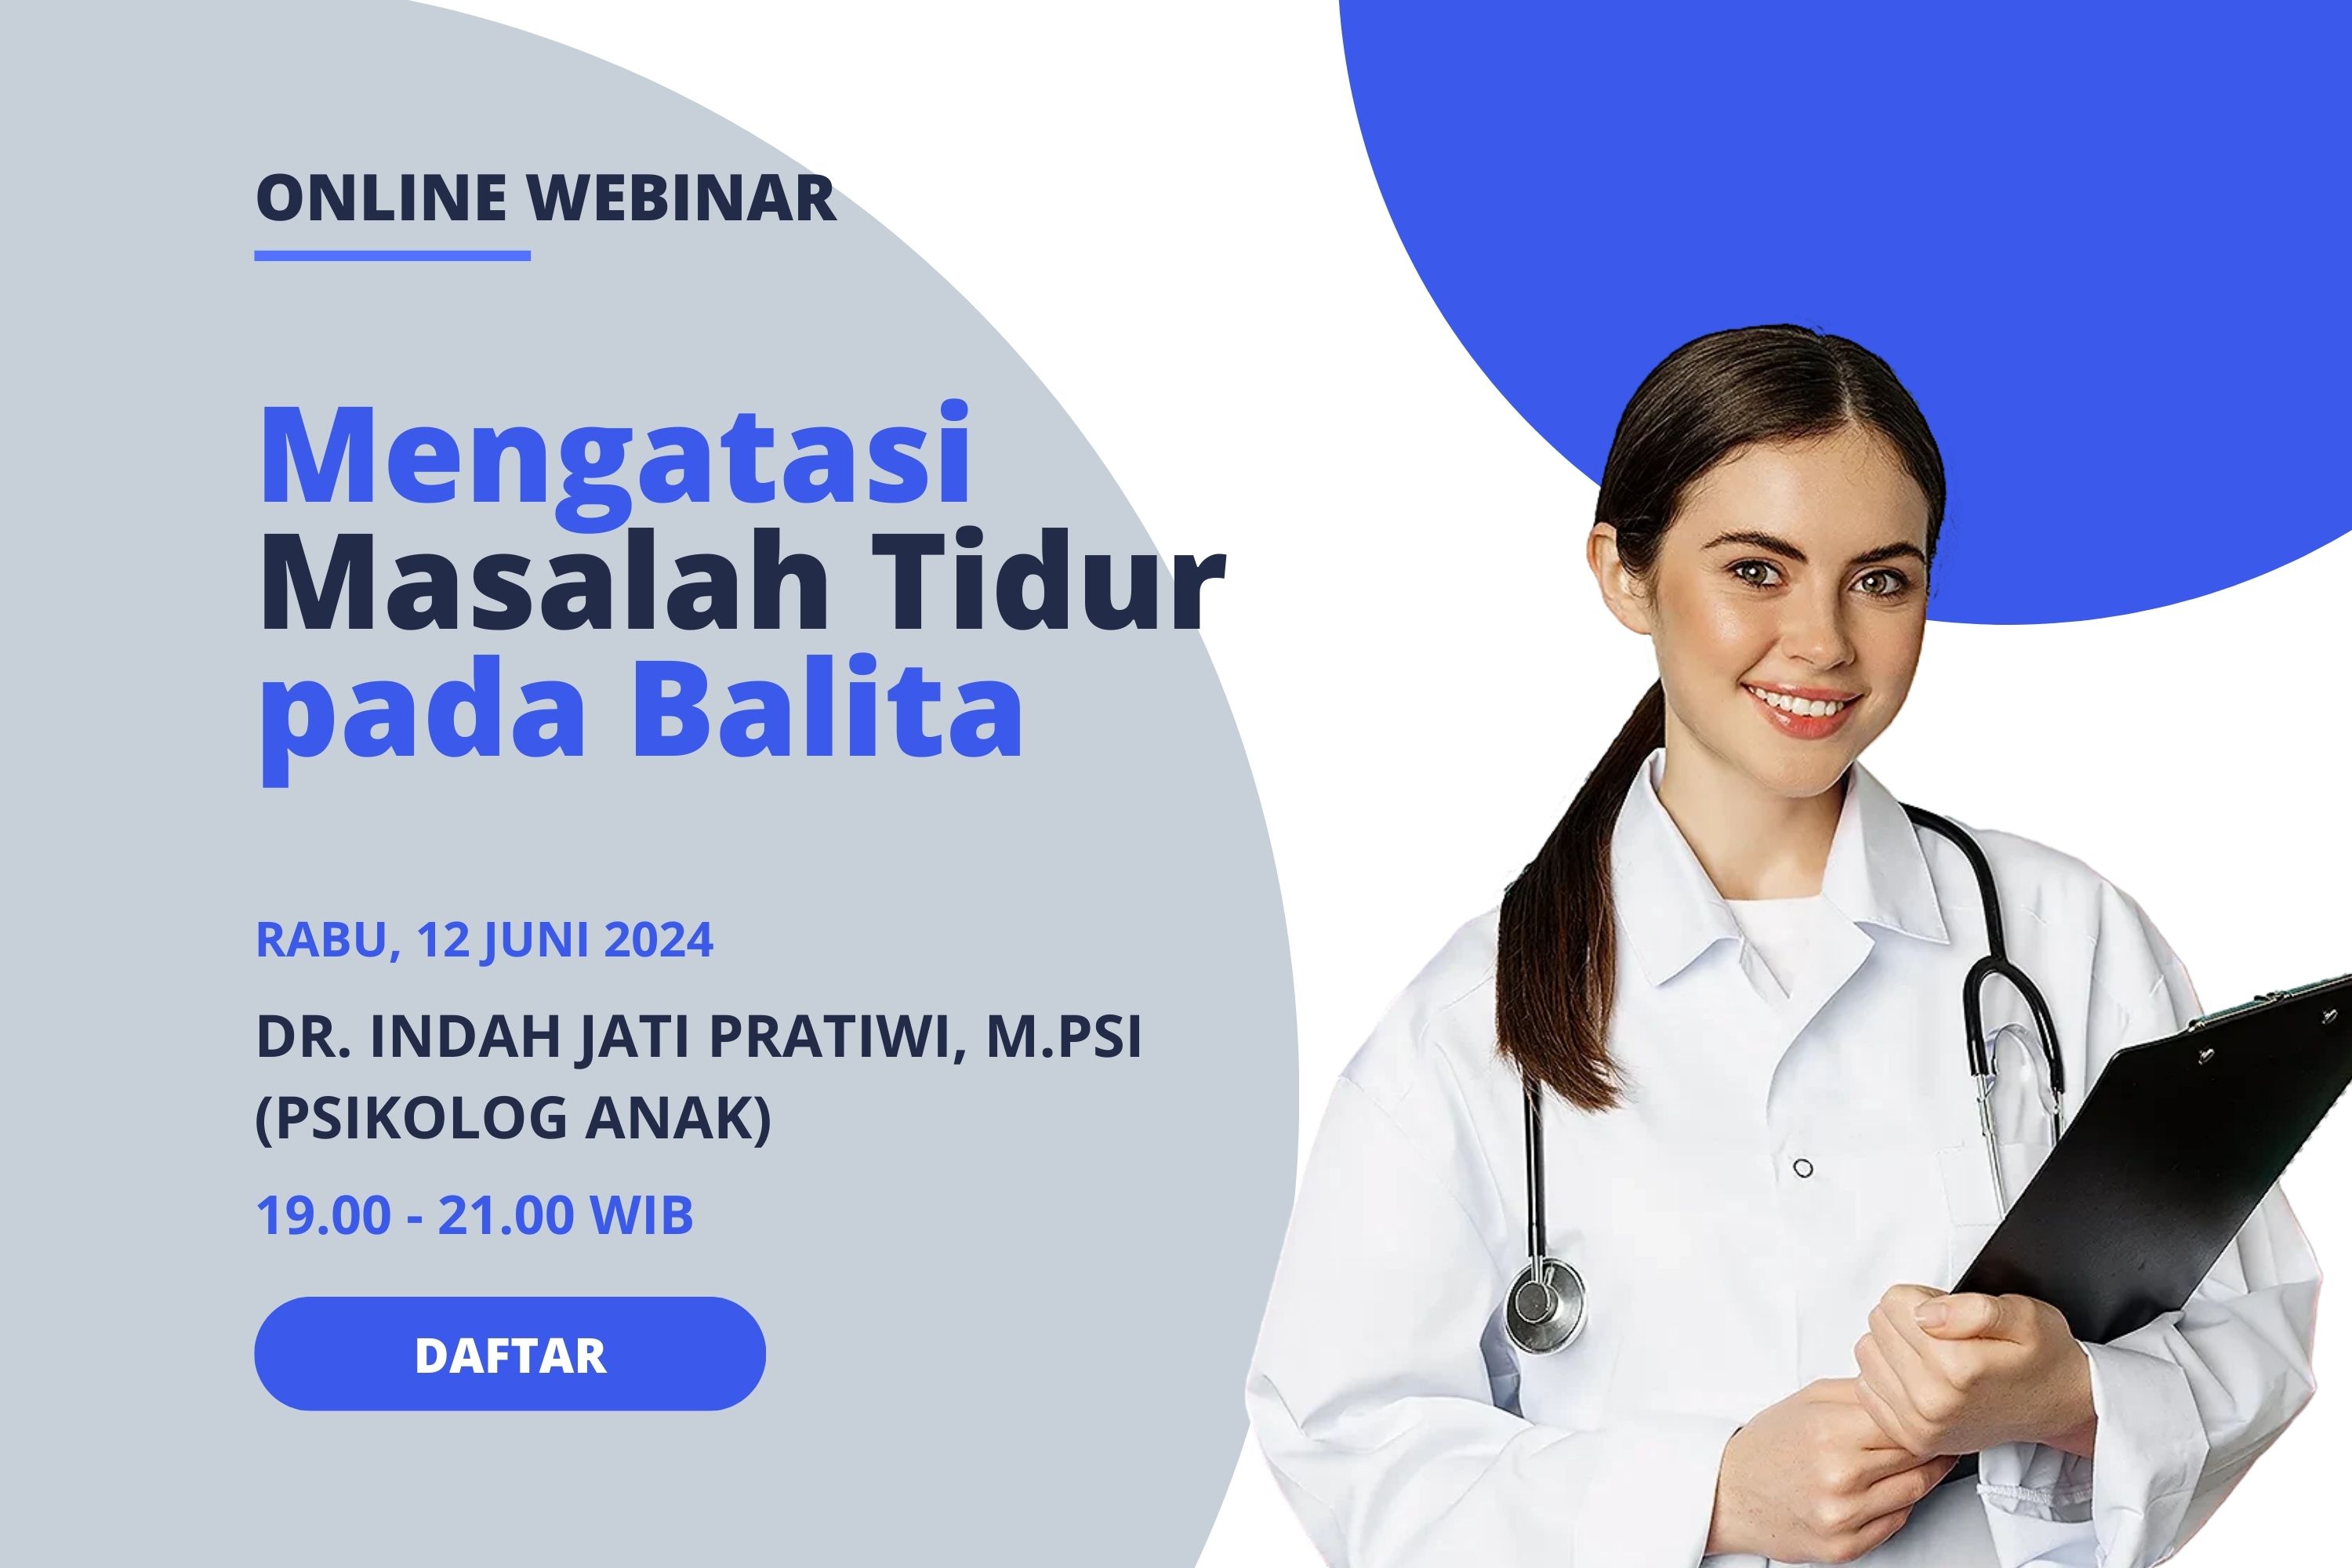 ONLINE WEBINAR
Mengatasi
Masalah Tidur
pada Balita
RABU, 12 JUNI 2024
DR. INDAH JATI PRATIWI, M.PSI
(PSIKOLOG ANAK)
19.00 - 21.00 WIB
DAFTAR